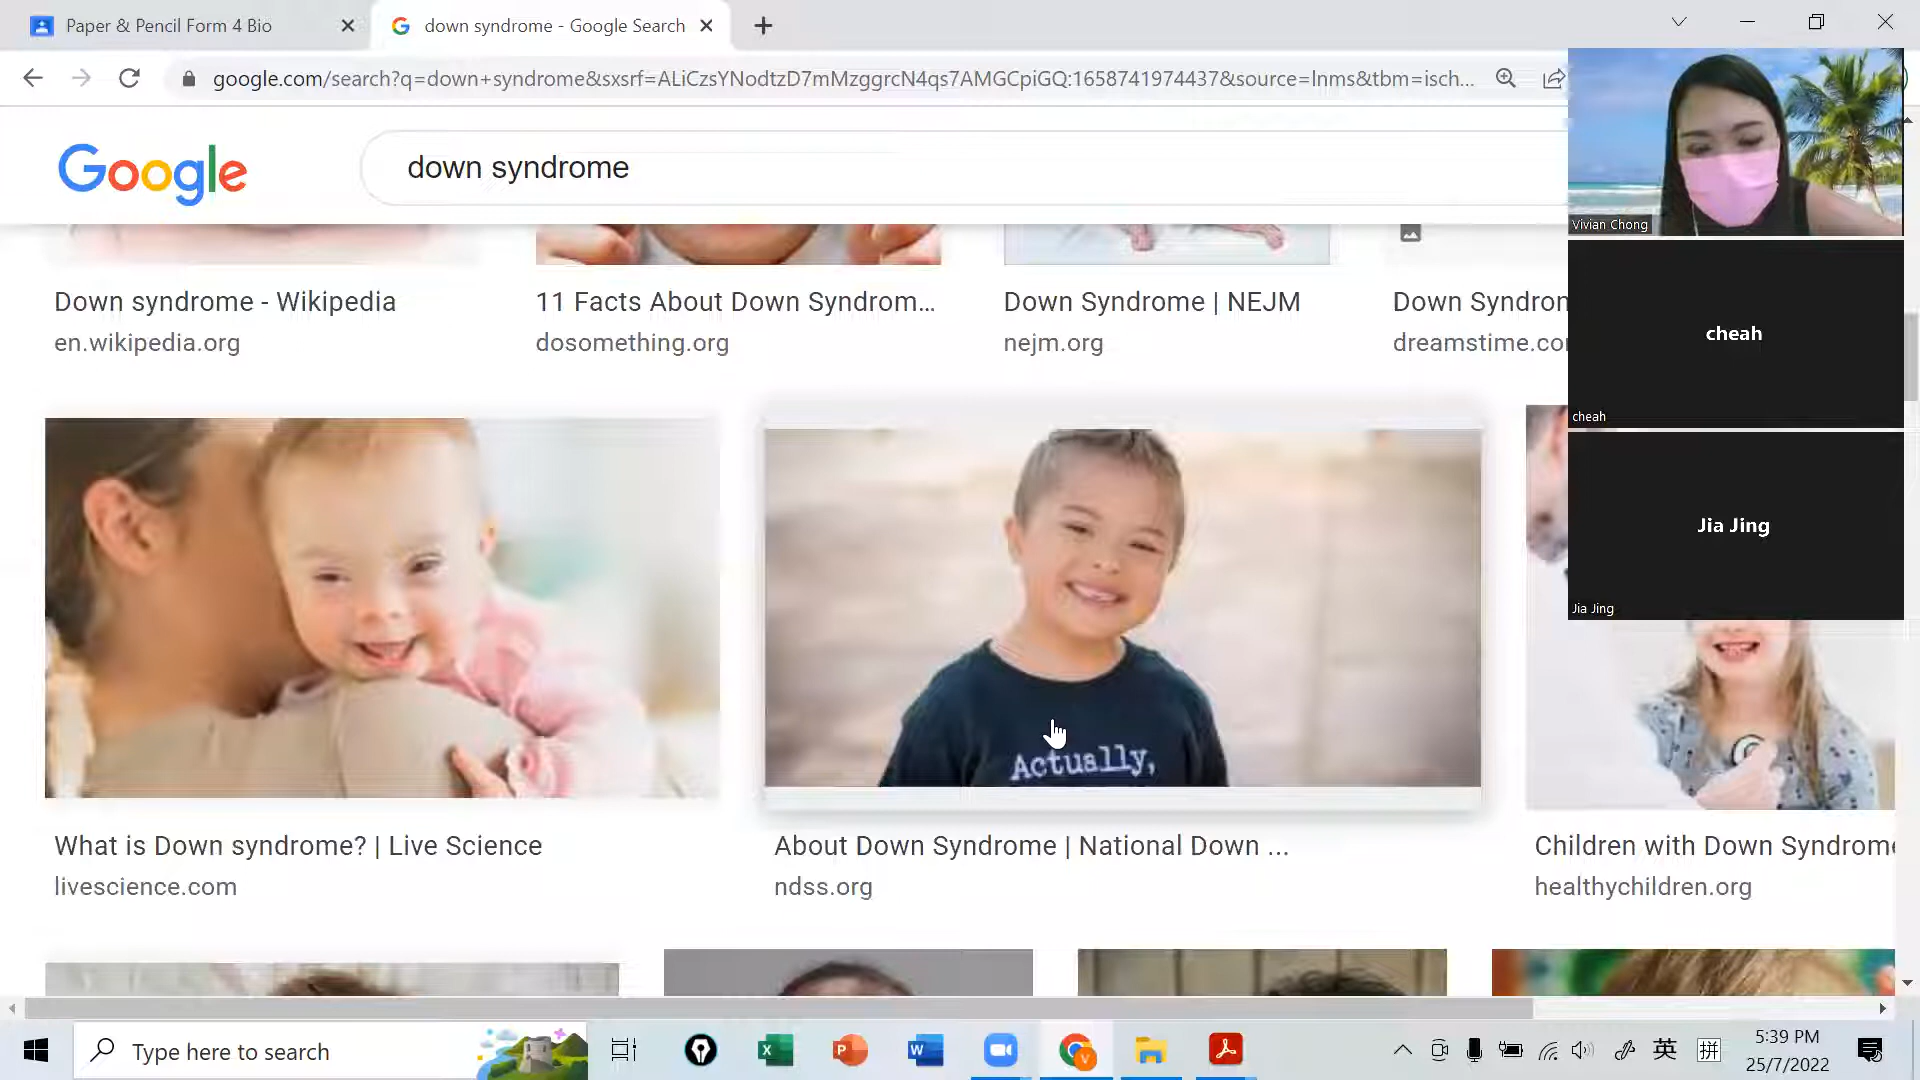 Paper & Pencil Form 4 Bio
down syndrome - Google Search
google.com/search?q=down+syndrome&sxsrf=ALiCzsYNodtzD7mMzggrcN4qs7AMGCpiGQ:1658741974437&source=lnms&tbm=isch...
Google
down syndrome
Vivian Chong
cheah
cheah
Jia Jing
Jia Jing
Down syndrome - Wikipedia
en.wikipedia.org
11 Facts About Down Syndrom...
dosomething.org
Down Syndrome | NEJM
nejm.org
Down Syndron
dreamstime.co
Actually,
What is Down syndrome? | Live Science
livescience.com
About Down Syndrome | National Down ...
ndss.org
Children with Down Syndrome
healthychildren.org
Type here to search
英
拼
5:39 PM
25/7/2022